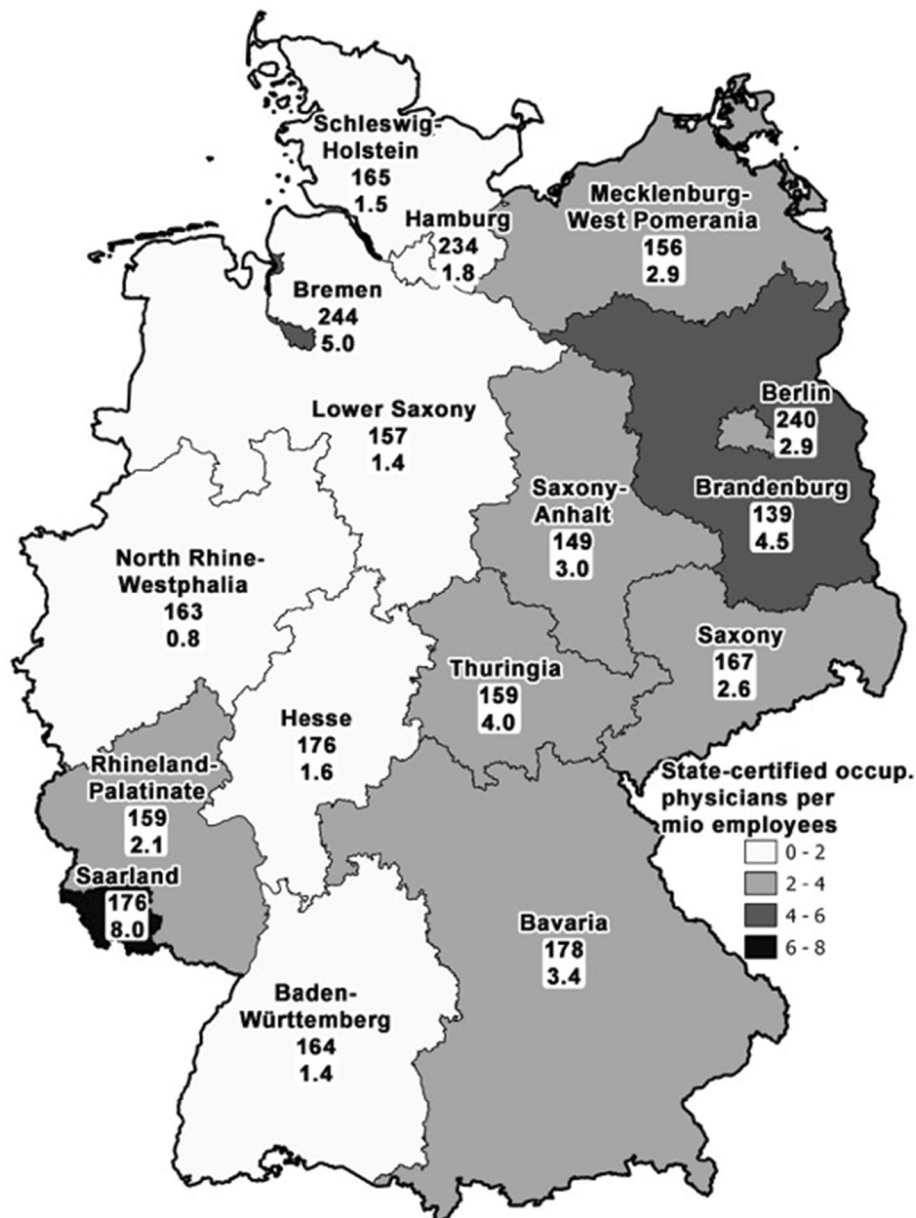 Schleswig-
Holstein
165
1.5
Hamburg
234
1.8
Mecklenburg-
West Pomerania
156
2.9
Bremen
244
5.0
Berlin
240
2.9
Lower Saxony
157
1.4
Brandenburg
139
4.5
Saxony-
Anhalt
149
3.0
North Rhine-
Westphalia
163
0.8
Saxony
167
2.6
Thuringia
159
4.0
Hesse
176
1.6
Rhineland-
Palatinate
159
2.1
Saarland
176
8.0
State-certified occup.
physicians per
mio employees
0 - 2
2 - 4
4 - 6
6 - 8
Bavaria
178
3.4
Baden-
Württemberg
164
1.4